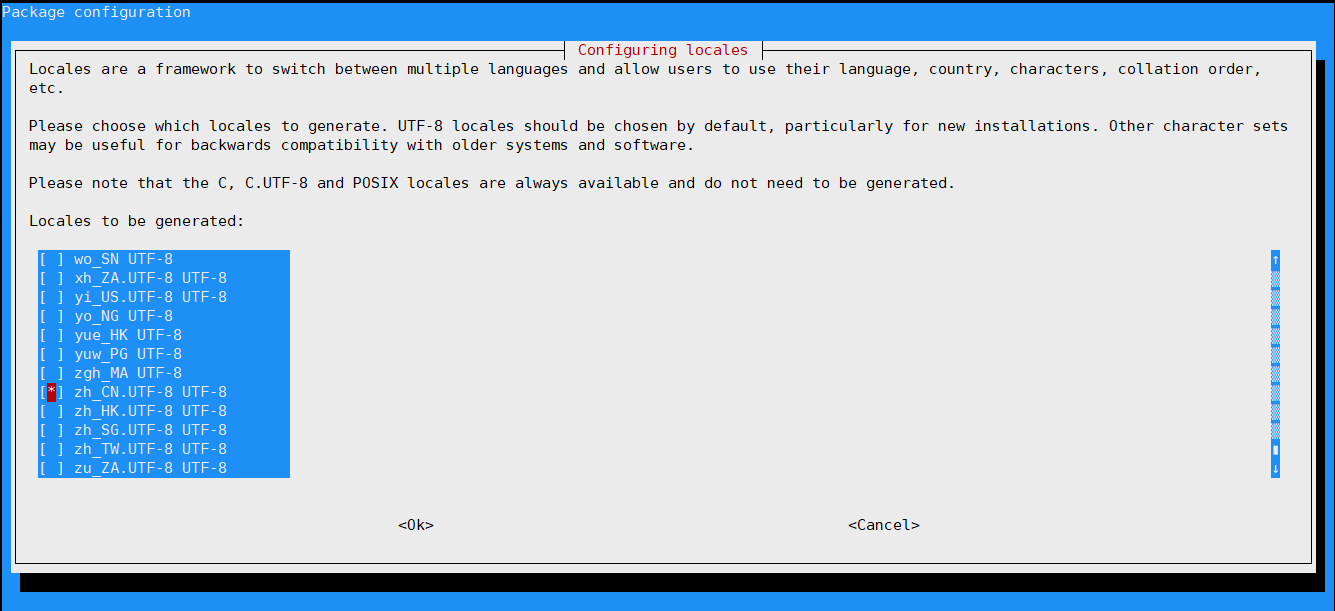 Package configuration
Configuring locales
Locales are a framework to switch between multiple languages and allow users to use their language, country, characters, collation order,
etc.
Please choose which locales to generate. UTF-8 locales should be chosen by default, particularly for new installations. Other character sets
may be useful for backwards compatibility with older systems and software.
Please note that the C, C.UTF-8 and POSIX locales are always available and do not need to be generated.
Locales to be generated:
[ ] wo_SN UTF-8
[ ] xh_ZA.UTF-8 UTF-8
[ ] yi_US.UTF-8 UTF-8
[ ] yo_NG UTF-8
[ ] yue_HK UTF-8
[ ] yuw_PG UTF-8
[ ] zgh_MA UTF-8
[*] zh_CN.UTF-8 UTF-8
[ ] zh_HK.UTF-8 UTF-8
[ ] zh_SG.UTF-8 UTF-8
[ ] zh_TW.UTF-8 UTF-8
[ ] zu_ZA.UTF-8 UTF-8
<Ok> <Cancel>